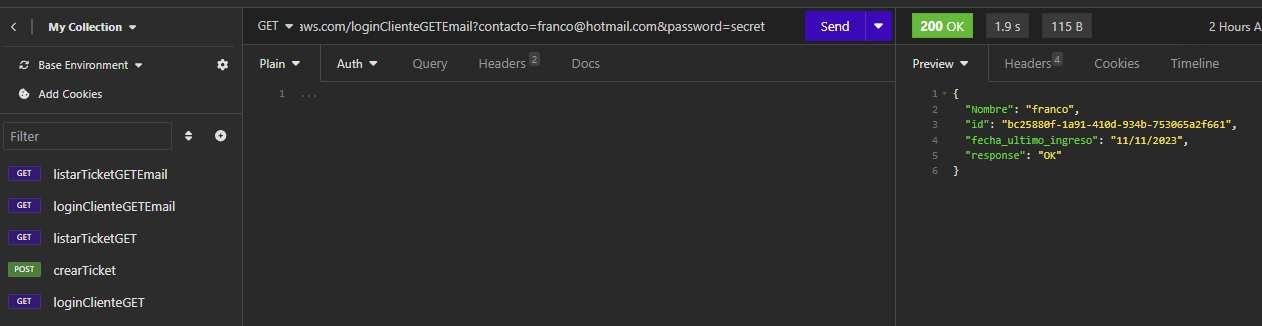 My Collection
Base Environment
Add Cookies
Filter
GET listarTicketGETEmail
GET loginClienteGETEmail
GET listarTicketGET
POST crearTicket
GET loginClienteGET
GET aws.com/loginClienteGETEmail?contacto=franco@hotmail.com&password=secret Send
Plain Auth Query Headers 2 Docs
1 ...
200 OK 1.9 s 115 B 2 Hours A
Preview Headers 4 Cookies Timeline
1 {
2 "Nombre": "franco",
3 "id": "bc25880f-1a91-410d-934b-753065a2f661",
4 "fecha_ultimo_ingreso": "11/11/2023",
5 "response": "OK"
6 }